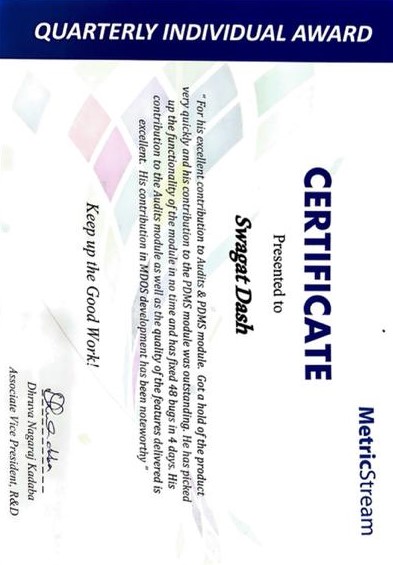 QUARTERLY INDIVIDUAL AWARD
MetricStream
CERTIFICATE
Presented to
Swagat Dash
"For his excellent contribution to Audits & PDMS module. Got a hold of the product
very quickly and his contribution to the PDMS module was outstanding. He has picked
up the functionality of the module in no time and has fixed 48 bugs in 4 days. His
contribution to the Audits module as well as the quality of the features delivered is
excellent. His contribution in MDOS development has been noteworthy "
Keep up the Good Work!
Dhruva Nagaraj Kadaba
Associate Vice President, R&D